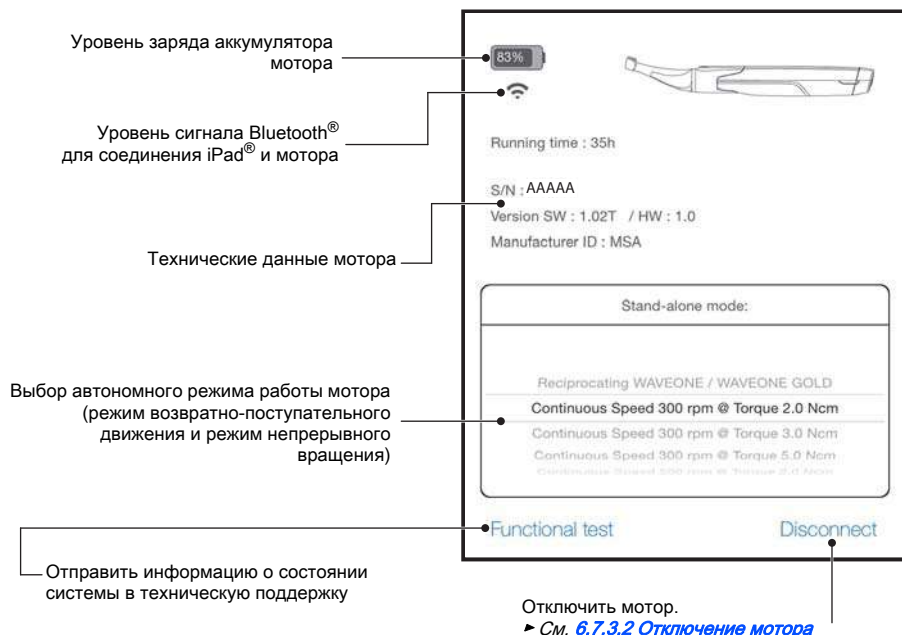 Уровень заряда аккумулятора
мотора
Уровень сигнала Bluetooth®
для соединения iPad® и мотора
Технические данные мотора
Выбор автономного режима работы мотора
(режим возвратно-поступательного
движения и режим непрерывного
вращения)
Отправить информацию о состоянии
системы в техническую поддержку
83%
Running time : 35h
S/N : AAAAA
Version SW : 1.02T / HW : 1.0
Manufacturer ID : MSA
Stand-alone mode:
Reciprocating WAVEONE / WAVEONE GOLD
Continuous Speed 300 rpm @ Torque 2.0 Ncm
Continuous Speed 300 rpm @ Torque 3.0 Ncm
Continuous Speed 300 rpm @ Torque 5.0 Ncm
Functional test
Disconnect
Отключить мотор.
► См. 6.7.3.2 Отключение мотора